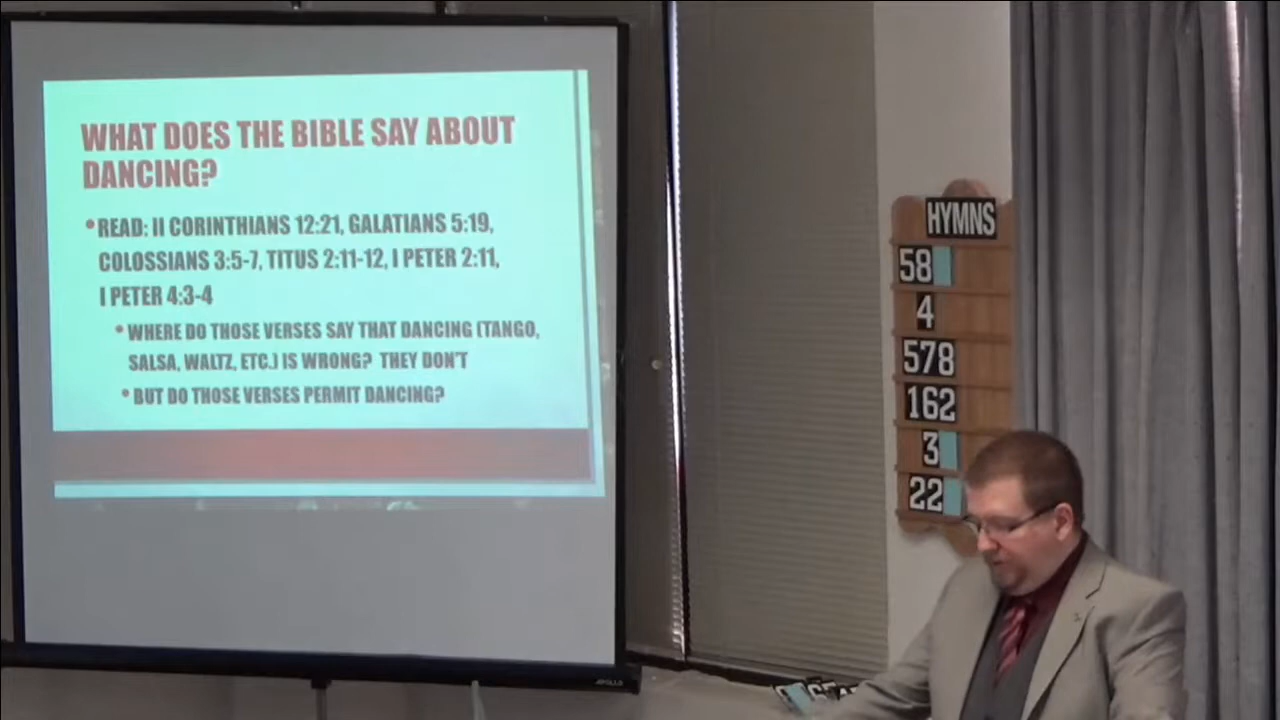 WHAT DOES THE BIBLE SAY ABOUT
DANCING?
•READ: II CORINTHIANS 12:21, GALATIANS 5:19,
COLOSSIANS 3:5-7, TITUS 2:11-12, I PETER 2:11,
I PETER 4:3-4
•WHERE DO THOSE VERSES SAY THAT DANCING (TANGO,
SALSA, WALTZ, ETC.) IS WRONG? THEY DON'T
•BUT DO THOSE VERSES PERMIT DANCING?
APOLLO
HYMNS
58
4
578
162
3
22